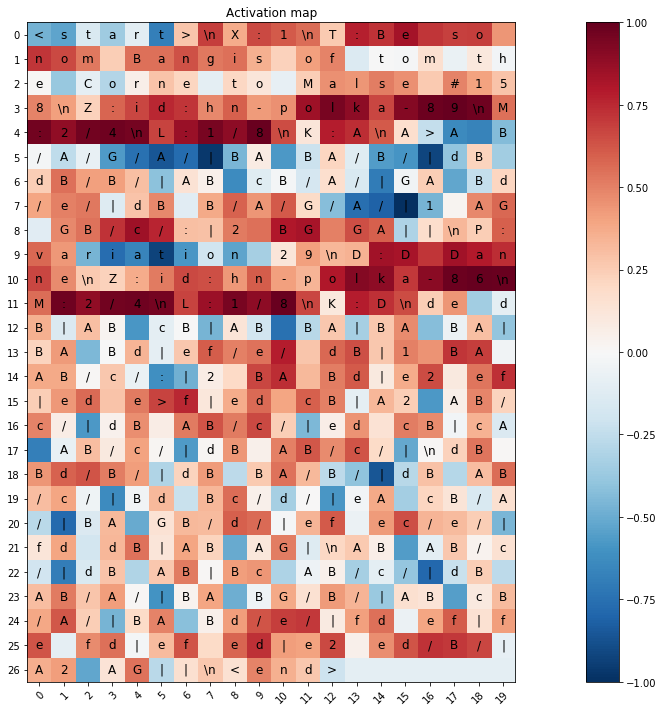 Activation map
0 < s t a r t > \n X : 1 \n T : B e   s o
1 n o m   B a n g i s   o f   t o m   t h
2 e   C o r n e   t o   M a l s e   # 1 5
3 8 \n Z : i d : h n - p o l k a - 8 9 \n M
4 : 2 / 4 \n L : 1 / 8 \n K : A \n A > A   B
5 / A / G / A / | B A   B A / B / | d B
6 d B / B / | A B   c B / A / | G A   B d
7 / e / | d B   B / A / G / A / | 1   A G
8   G B / c / : | 2   B G   G A | | \n P :
9 v a r i a t i o n   2 9 \n D : D   D a n
10 n e \n Z : i d : h n - p o l k a - 8 6 \n
11 M : 2 / 4 \n L : 1 / 8 \n K : D \n d e   d
12 B | A B   c B | A B   B A | B A   B A |
13 B A   B d | e f / e /   d B | 1   B A
14 A B / c / : | 2   B A   B d | e 2   e f
15 | e d   e > f | e d   c B | A 2   A B /
16 c / | d B   A B / c / | e d   c B | c A
17   A B / c / | d B   A B / c / | \n d B
18 B d / B / | d B   B A / B / | d B   A B
19 / c / | B d   B c / d / | e A   c B / A
20 / | B A   G B / d / | e f   e c / e / |
21 f d   d B | A B   A G | \n A B   A B / c
22 / | d B   A B | B c   A B / c / | d B
23 A B / A / | B A   B G / B / | A B   c B
24 / A / | B A   B d / e / | f d   e f | f
25 e   f d | e f   e d | e 2   e d / B / |
26 A 2   A G | | \n < e n d >
0 1 2 3 4 5 6 7 8 9 10 11 12 13 14 15 16 17 18 19
1.00
0.75
0.50
0.25
0.00
−0.25
−0.50
−0.75
−1.00